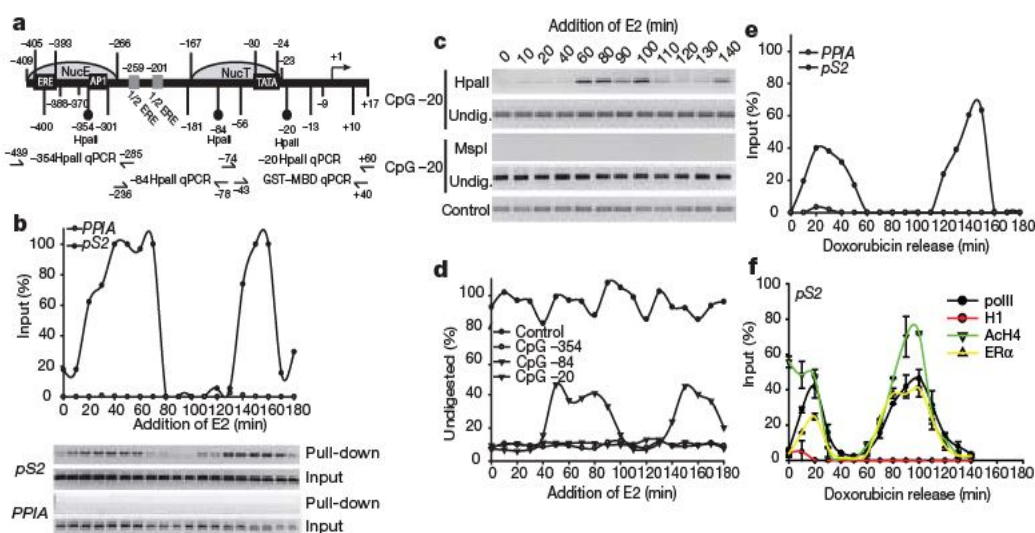 a
−405 −393 −266 −167 −30 −24
−409 −259 −201 −23 +1
NucE NucT
ERE AP1 TATA
−388 −370 1/2 ERE 1/2 ERE −9 +17
−400 −354 −301 −181 −84 −56 −20 −13 +10
HpaII HpaII HpaII
−439 −354HpaII qPCR −285 −74 −20HpaII qPCR +60
−84HpaII qPCR GST−MBD qPCR
−236 −78 −43 +40
b
PPIA
pS2
Input (%)
100
80
60
40
20
0
0 20 40 60 80 100 120 140 160 180
Addition of E2 (min)
pS2 Pull-down
Input
PPIA Pull-down
Input
c
Addition of E2 (min)
0 10 20 40 60 80 90 100 110 120 130 140
CpG −20 HpaII
Undig.
CpG −20 MspI
Undig.
Control
d
Undigested (%)
100
80
60
40
20
0
Control
CpG −354
CpG −84
CpG −20
0 20 40 60 80 100 120 140 160 180
Addition of E2 (min)
e
PPIA
pS2
Input (%)
100
80
60
40
20
0
0 20 40 60 80 100 120 140 160 180
Doxorubicin release (min)
f
pS2
polII
H1
AcH4
ERα
Input (%)
100
80
60
40
20
0
0 20 40 60 80 100 120 140 160 180
Doxorubicin release (min)